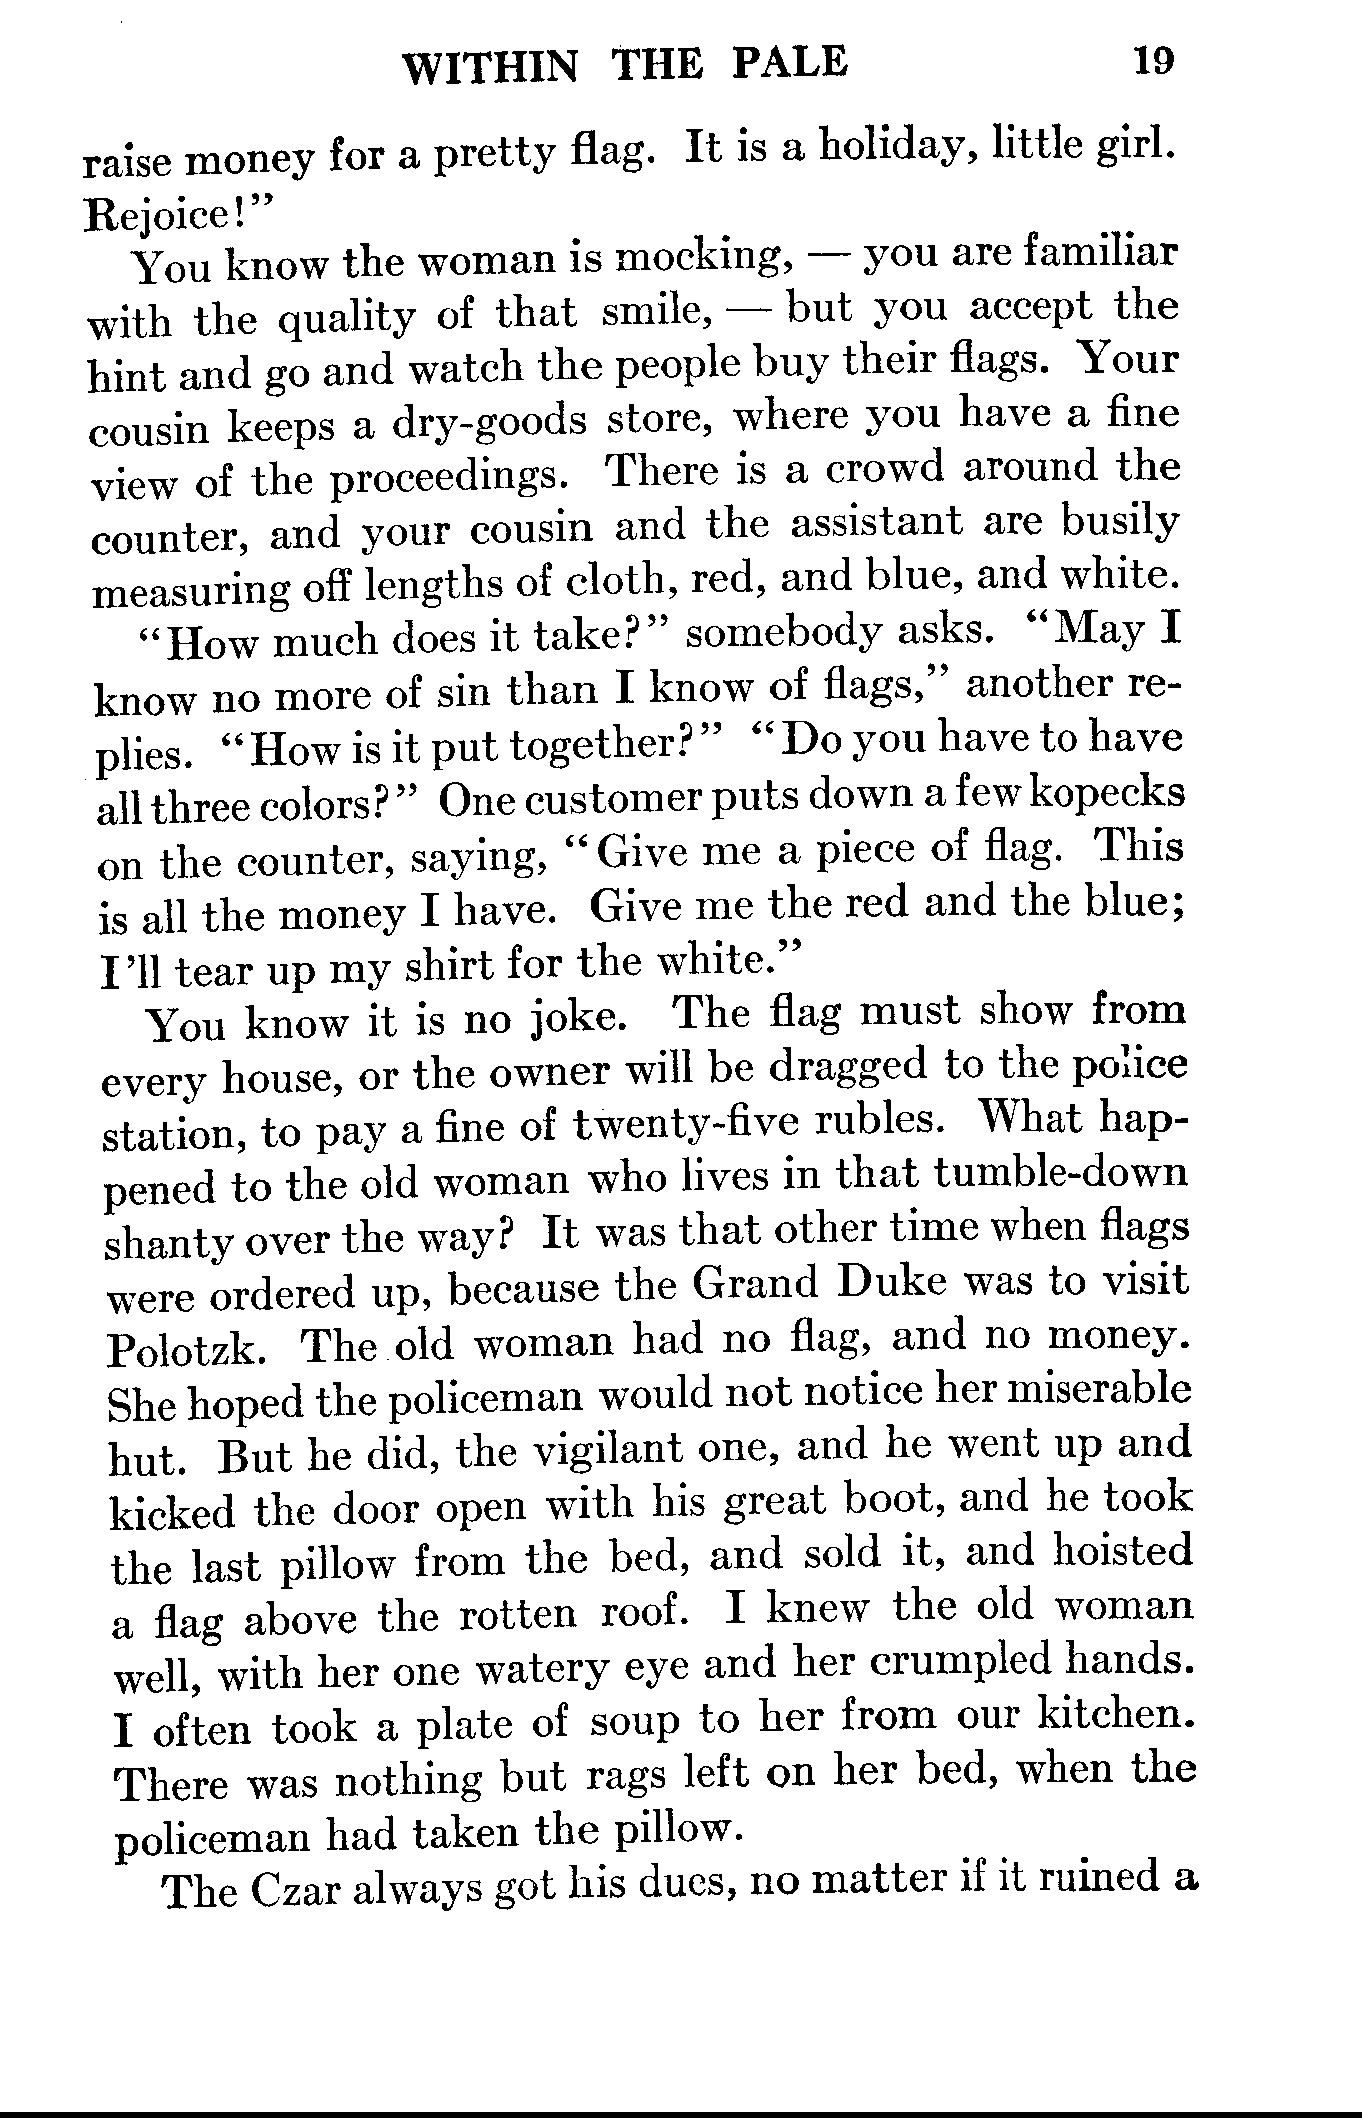 WITHIN THE PALE 19
raise money for a pretty flag. It is a holiday, little girl.
Rejoice!"
You know the woman is mocking, — you are familiar
with the quality of that smile, — but you accept the
hint and go and watch the people buy their flags. Your
cousin keeps a dry-goods store, where you have a fine
view of the proceedings. There is a crowd around the
counter, and your cousin and the assistant are busily
measuring off lengths of cloth, red, and blue, and white.
"How much does it take?" somebody asks. "May I
know no more of sin than I know of flags," another re-
plies. "How is it put together?" "Do you have to have
all three colors?" One customer puts down a few kopecks
on the counter, saying, "Give me a piece of flag. This
is all the money I have. Give me the red and the blue;
I'll tear up my shirt for the white."
You know it is no joke. The flag must show from
every house, or the owner will be dragged to the police
station, to pay a fine of twenty-five rubles. What hap-
pened to the old woman who lives in that tumble-down
shanty over the way? It was that other time when flags
were ordered up, because the Grand Duke was to visit
Polotzk. The old woman had no flag, and no money.
She hoped the policeman would not notice her miserable
hut. But he did, the vigilant one, and he went up and
kicked the door open with his great boot, and he took
the last pillow from the bed, and sold it, and hoisted
a flag above the rotten roof. I knew the old woman
well, with her one watery eye and her crumpled hands.
I often took a plate of soup to her from our kitchen.
There was nothing but rags left on her bed, when the
policeman had taken the pillow.
The Czar always got his dues, no matter if it ruined a